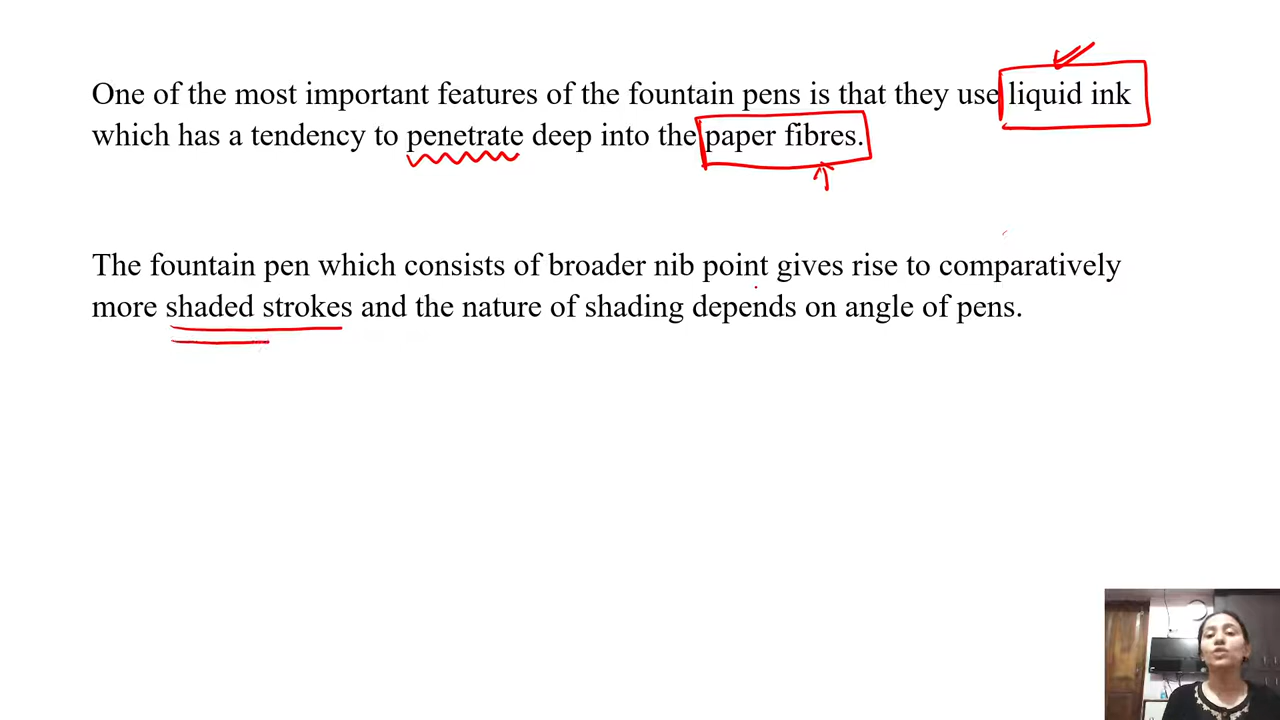 One of the most important features of the fountain pens is that they use liquid ink
which has a tendency to penetrate deep into the paper fibres.
The fountain pen which consists of broader nib point gives rise to comparatively
more shaded strokes and the nature of shading depends on angle of pens.